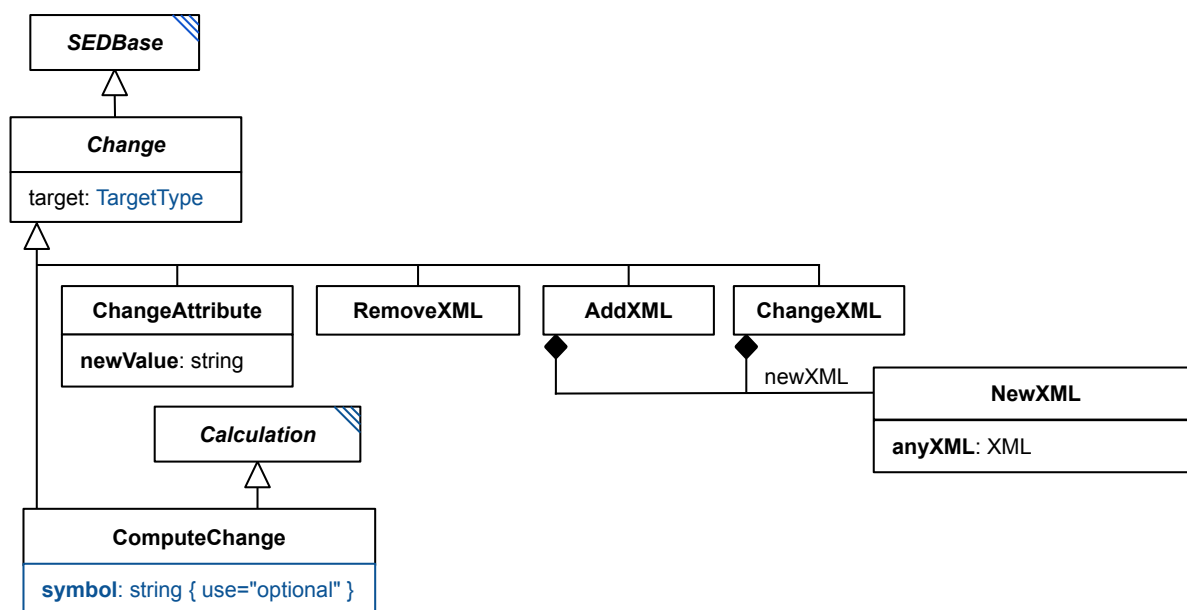 SEDBase
Change
target: TargetType
ChangeAttribute
newValue: string
RemoveXML
AddXML
ChangeXML
newXML
NewXML
anyXML: XML
Calculation
ComputeChange
symbol: string { use="optional" }